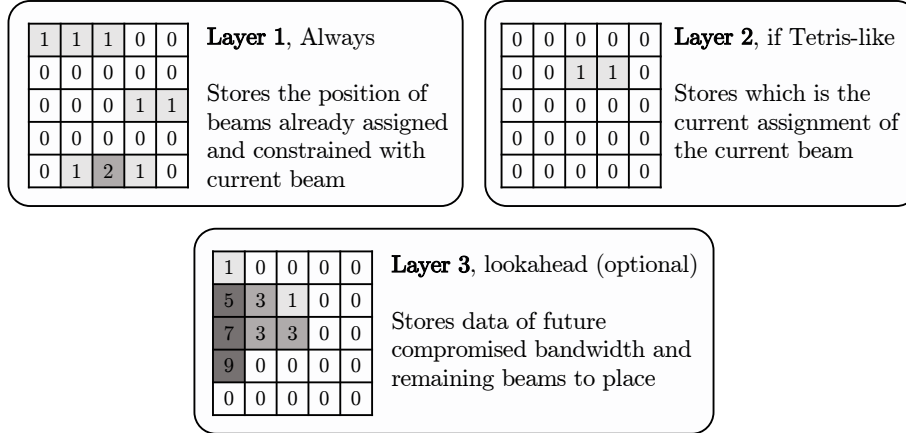 1 1 1 0 0
0 0 0 0 0
0 0 0 1 1
0 0 0 0 0
0 1 2 1 0
Layer 1, Always
Stores the position of
beams already assigned
and constrained with
current beam
0 0 0 0 0
0 0 1 1 0
0 0 0 0 0
0 0 0 0 0
0 0 0 0 0
Layer 2, if Tetris-like
Stores which is the
current assignment of
the current beam
1 0 0 0 0
5 3 1 0 0
7 3 3 0 0
9 0 0 0 0
0 0 0 0 0
Layer 3, lookahead (optional)
Stores data of future
compromised bandwidth and
remaining beams to place